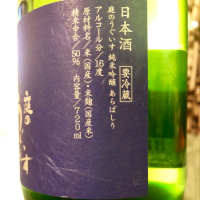 日本酒
要冷蔵
庭のうぐいす 純米吟醸 あらばしり
アルコール分/16度
原材料名/米(国産)・米麹(国産米)
精米歩合/50% 内容量/720ml
庭の